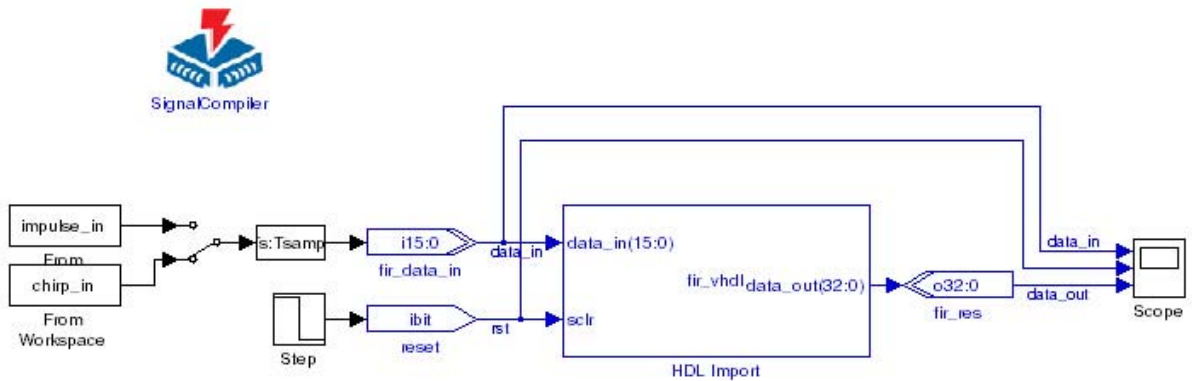 SignalCompiler
impulse_in
From
chirp_in
From
Workspace
s:Tsamp
i15:0
fir_data_in
data_in
data_in(15:0)
fir_vhdl
data_out(32:0)
sclr
HDL Import
Step
ibit
reset
rst
o32:0
fir_res
data_in
data_out
Scope